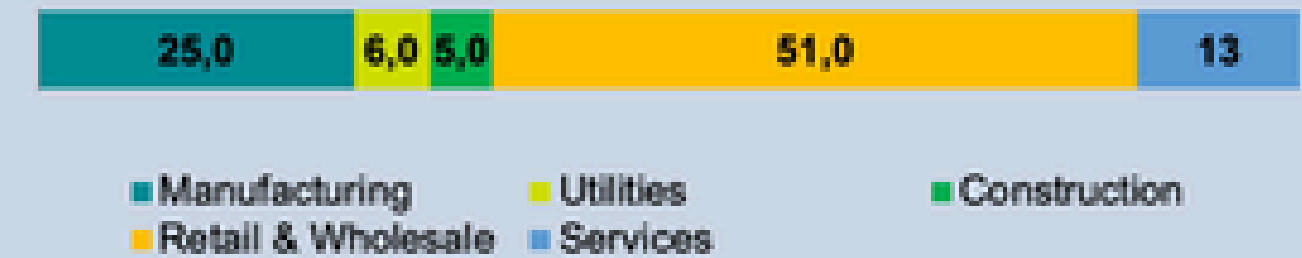 25,0 6,0 5,0 51,0 13
Manufacturing Utilities Construction
Retail & Wholesale Services